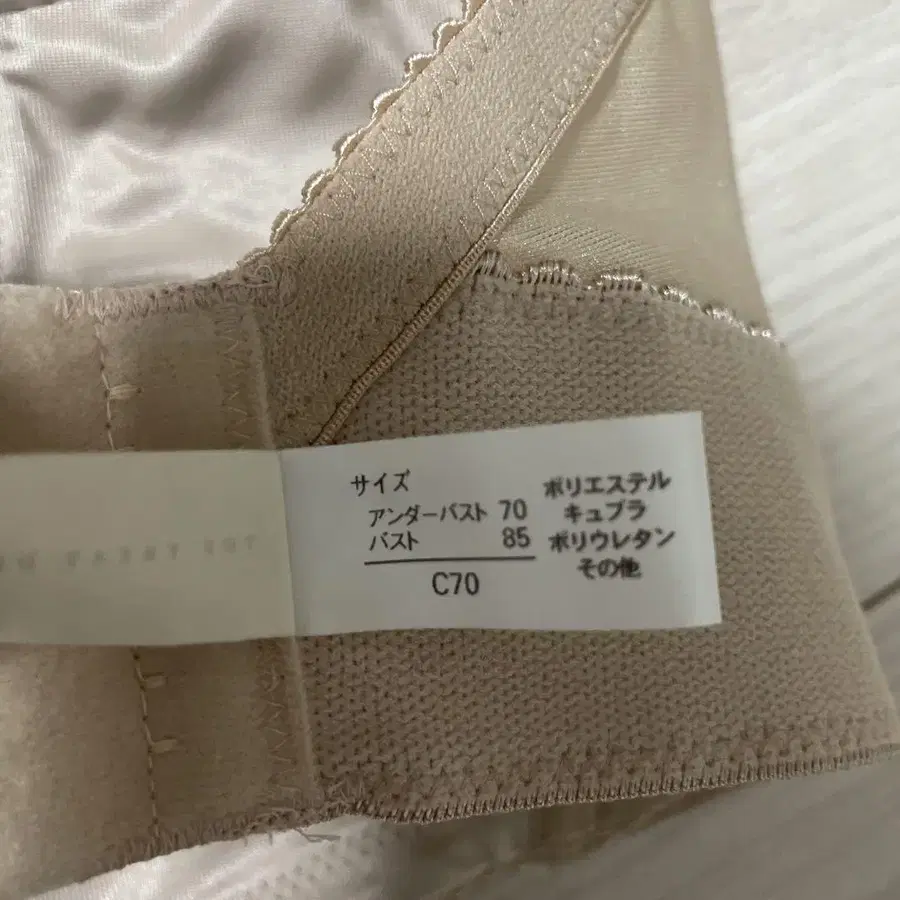 サイズ
アンダーバスト 70
バスト 85
C70
ポリエステル
キュプラ
ポリウレタン
その他